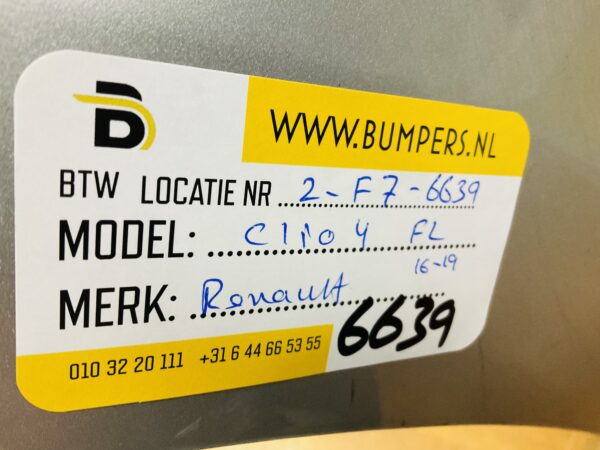 B
WWW.BUMPERS.NL
BTW LOCATIE NR 2-F7-6639
MODEL: Clio 4 FL
16-19
MERK: Renault
6639
010 32 20 111 +31 6 44 66 53 55